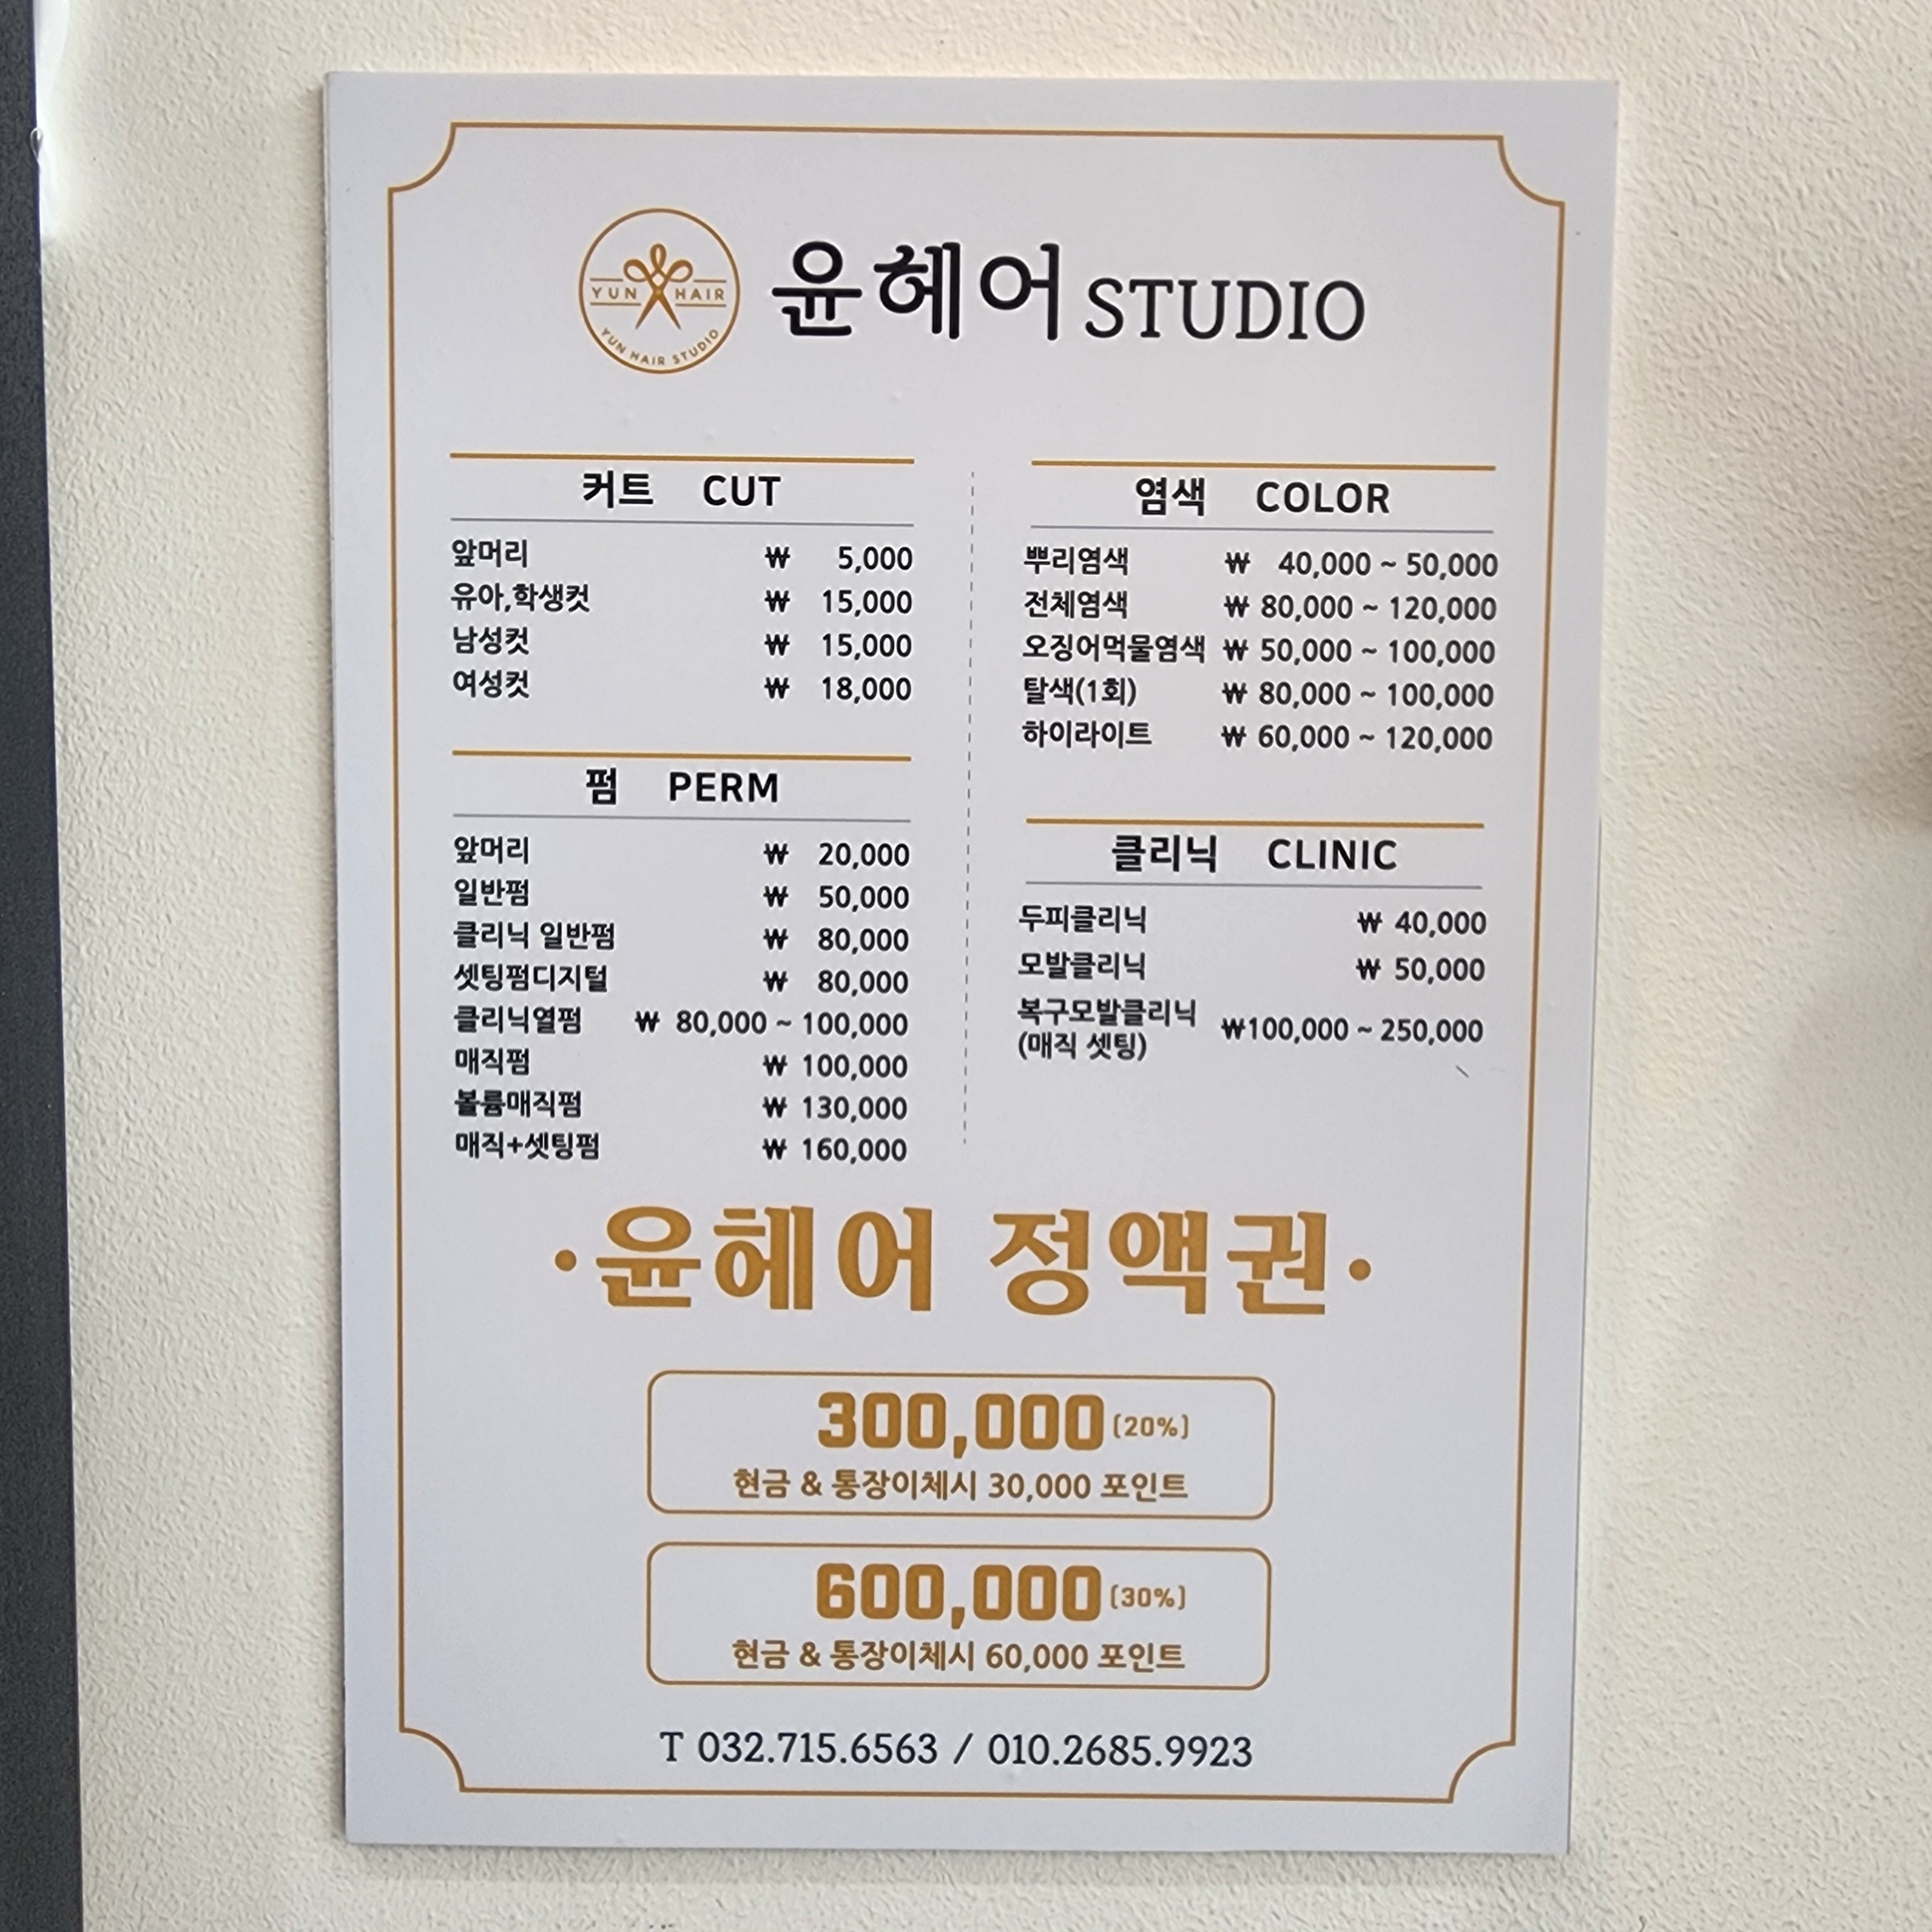 YUN HAIR
YUN HAIR STUDIO
윤헤어 STUDIO
커트 CUT
앞머리 ₩ 5,000
유아,학생컷 ₩ 15,000
남성컷 ₩ 15,000
여성컷 ₩ 18,000
펌 PERM
앞머리 ₩ 20,000
일반펌 ₩ 50,000
클리닉 일반펌 ₩ 80,000
셋팅펌디지털 ₩ 80,000
클리닉열펌 ₩ 80,000 ~ 100,000
매직펌 ₩ 100,000
볼륨매직펌 ₩ 130,000
매직+셋팅펌 ₩ 160,000
염색 COLOR
뿌리염색 ₩ 40,000 ~ 50,000
전체염색 ₩ 80,000 ~ 120,000
오징어먹물염색 ₩ 50,000 ~ 100,000
탈색(1회) ₩ 80,000 ~ 100,000
하이라이트 ₩ 60,000 ~ 120,000
클리닉 CLINIC
두피클리닉 ₩ 40,000
모발클리닉 ₩ 50,000
복구모발클리닉 ₩100,000 ~ 250,000
(매직 셋팅)
·윤헤어 정액권·
300,000 (20%)
현금 & 통장이체시 30,000 포인트
600,000 (30%)
현금 & 통장이체시 60,000 포인트
T 032.715.6563 / 010.2685.9923